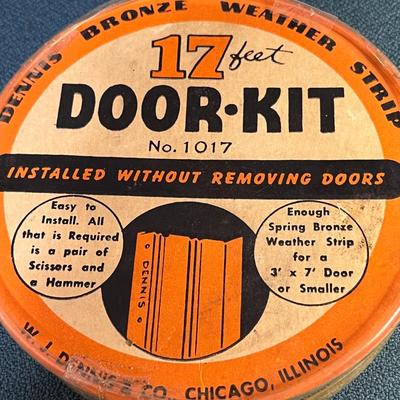 DENNIS BRONZE WEATHER STRIP
17 feet
DOOR·KIT
No. 1017
INSTALLED WITHOUT REMOVING DOORS
Easy to
Install. All
that is Required
is a pair of
Scissors and
a Hammer
DENNIS
Enough
Spring Bronze
Weather Strip
for a
3' x 7' Door
or Smaller
W. J. DENNIS & CO., CHICAGO, ILLINOIS